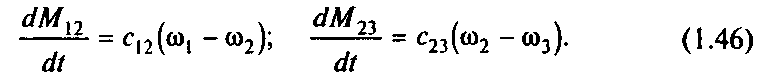 dM₁₂/dt = c₁₂(ω₁ − ω₂); dM₂₃/dt = c₂₃(ω₂ − ω₃). (1.46)